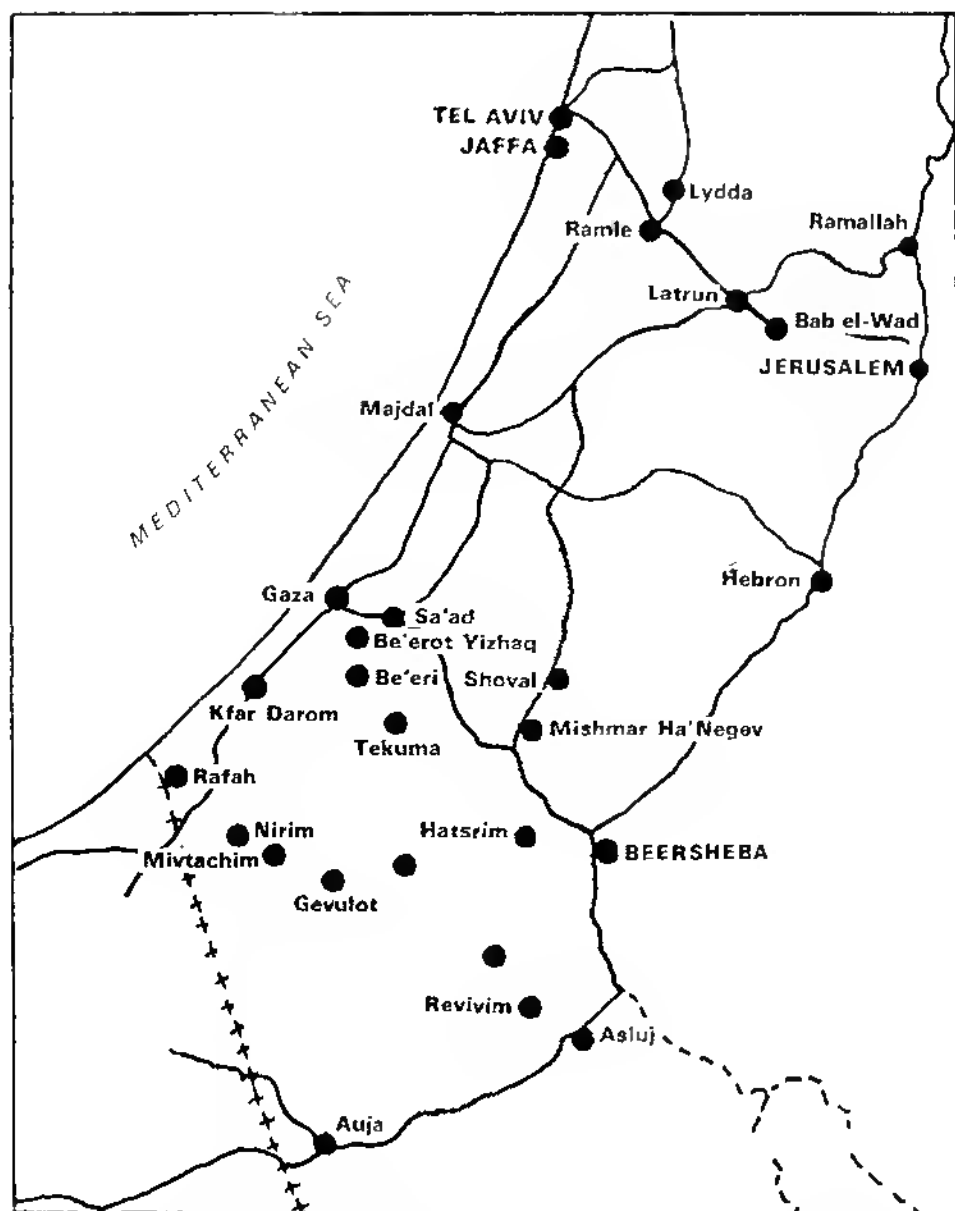 TEL AVIV
JAFFA
Lydda
Ramle
Ramallah
Latrun
Bab el-Wad
JERUSALEM
MEDITERRANEAN SEA
Majdal
Hebron
Gaza
Sa'ad
Be'erot Yizhaq
Be'eri
Shoval
Kfar Darom
Tekuma
Mishmar Ha'Negev
Rafah
Nirim
Hatsrim
Mivtachim
BEERSHEBA
Gevulot
Revivim
Asluj
Auja